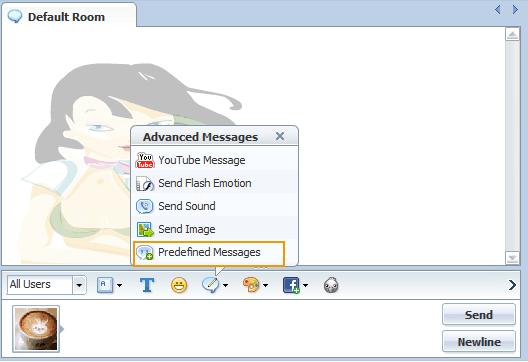 Default Room
Advanced Messages
You Tube YouTube Message
Send Flash Emotion
Send Sound
Send Image
Predefined Messages
All Users
A
T
f
Send
Newline